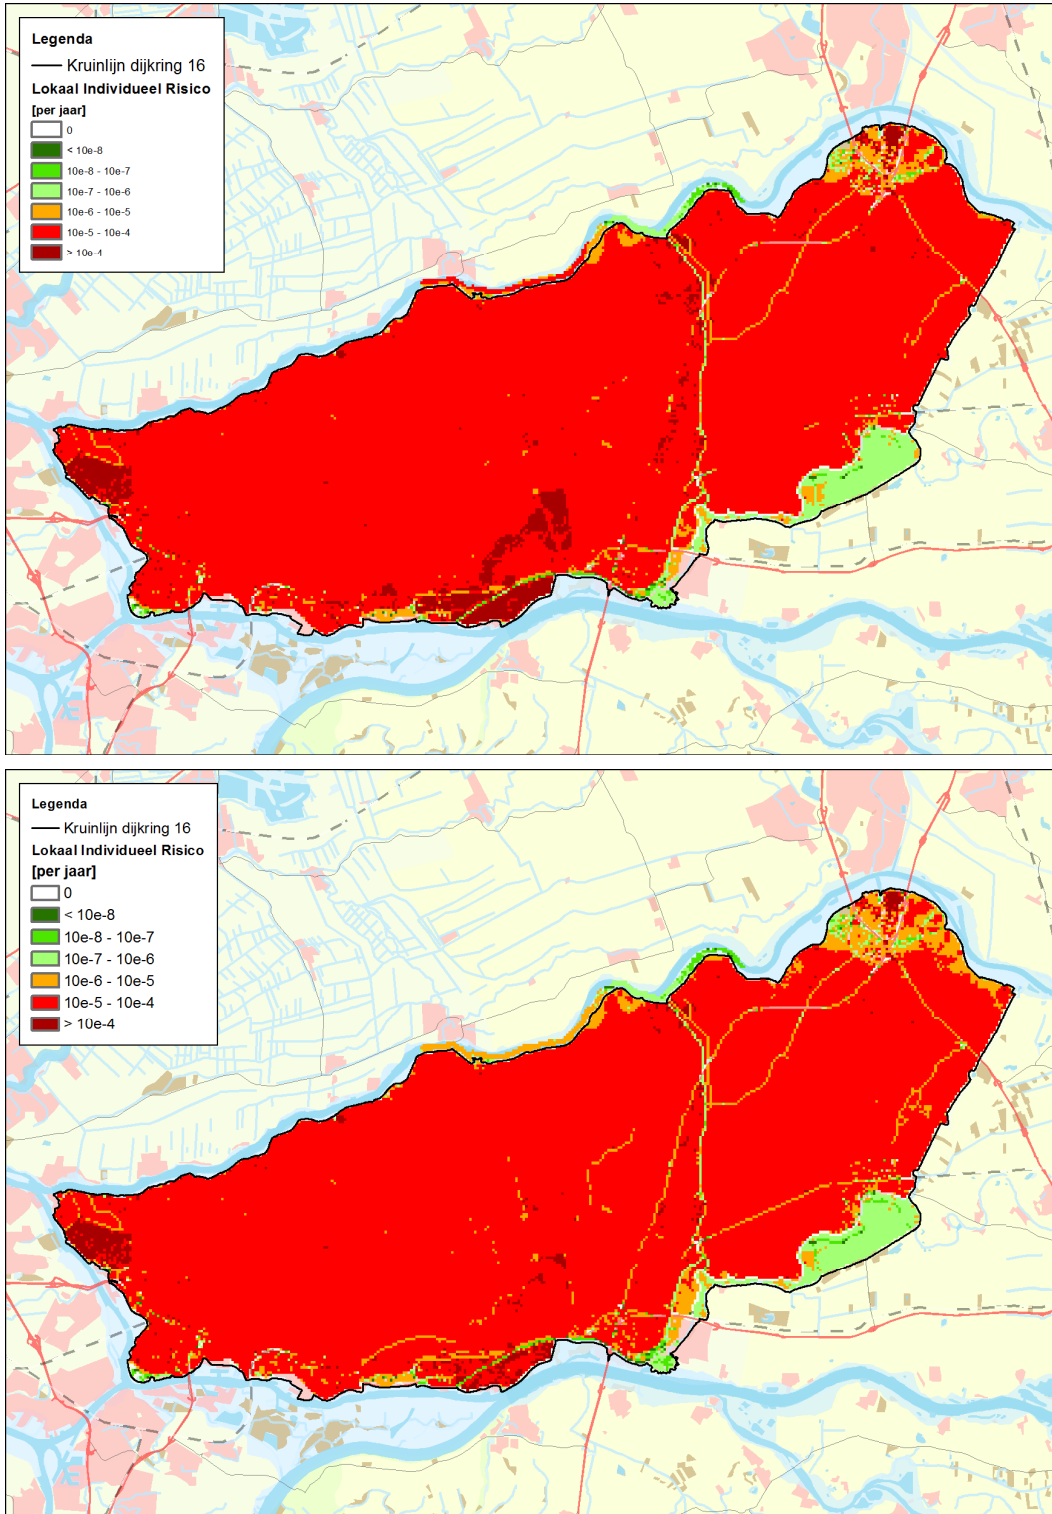 Legenda
Kruinlijn dijkring 16
Lokaal Individueel Risico
[per jaar]
0
< 10e-8
10e-8 - 10e-7
10e-7 - 10e-6
10e-6 - 10e-5
10e-5 - 10e-4
> 10e-4
Legenda
Kruinlijn dijkring 16
Lokaal Individueel Risico
[per jaar]
0
< 10e-8
10e-8 - 10e-7
10e-7 - 10e-6
10e-6 - 10e-5
10e-5 - 10e-4
> 10e-4